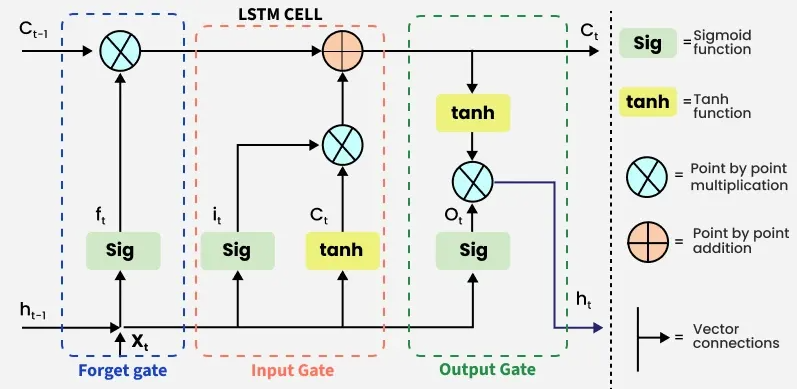 LSTM CELL
Cₜ₋₁
Cₜ
fₜ
iₜ
Cₜ
Oₜ
Sig
Sig
tanh
tanh
Sig
hₜ₋₁
Xₜ
hₜ
Forget gate
Input Gate
Output Gate
Sig
=Sigmoid
function
tanh
=Tanh
function
= Point by point
multiplication
= Point by point
addition
= Vector
connections